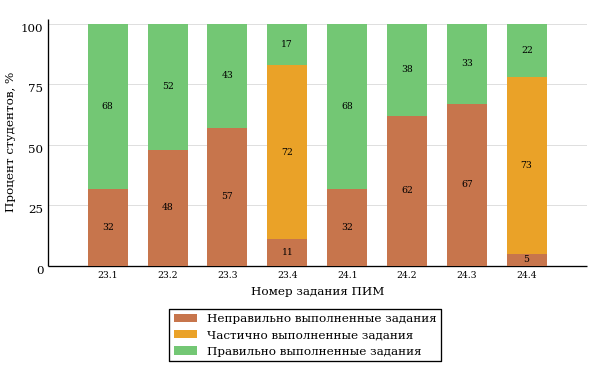 Процент студентов, %
100
75
50
25
0
68 52 43 17 68 38 33 22
72 73
32 48 57 11 32 62 67 5
23.1 23.2 23.3 23.4 24.1 24.2 24.3 24.4
Номер задания ПИМ
Неправильно выполненные задания
Частично выполненные задания
Правильно выполненные задания